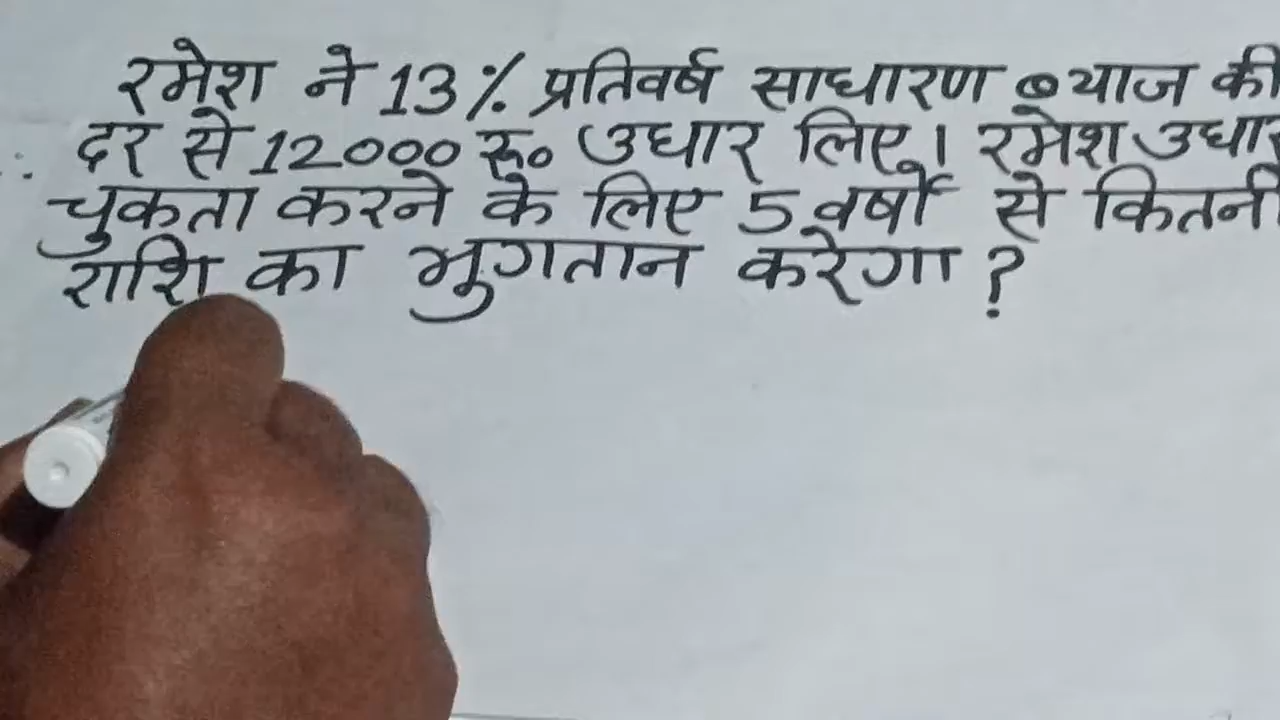 रमेश ने 13% प्रतिवर्ष साधारण ब्याज की
दर से 12000 रू० उधार लिए। रमेश उधार
चुकता करने के लिए 5 वर्षो से कितनी
राशि का भुगतान करेगा ?